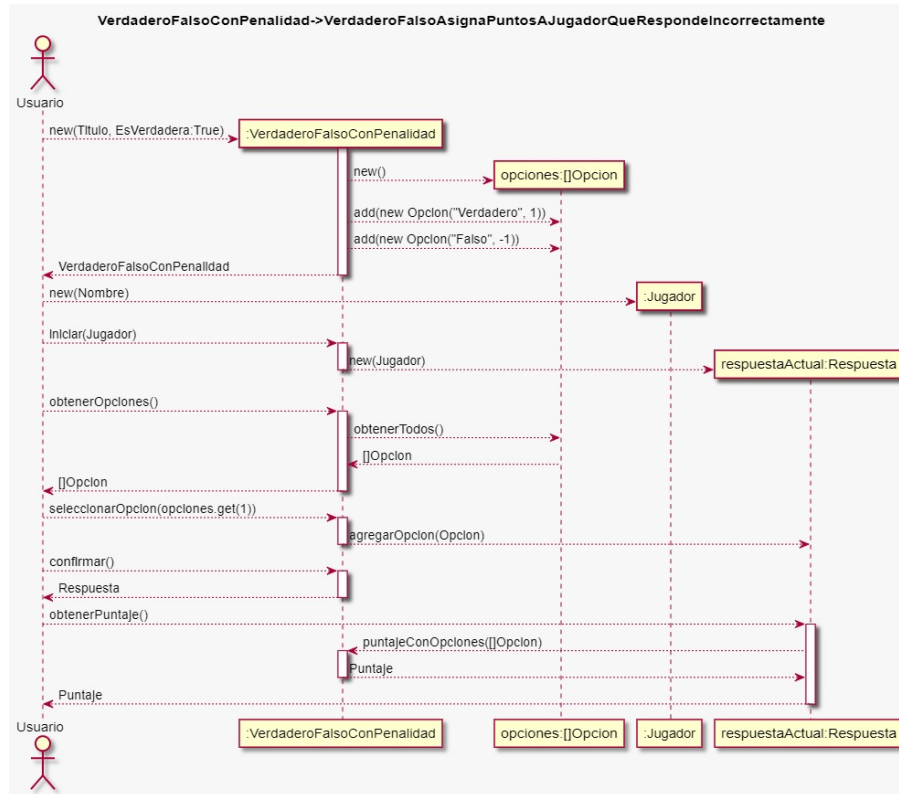 VerdaderoFalsoConPenalidad->VerdaderoFalsoAsignaPuntosAJugadorQueRespondeIncorrectamente
Usuario
new(Titulo, EsVerdadera:True)
:VerdaderoFalsoConPenalidad
new()
opciones:[]Opcion
add(new Opcion("Verdadero", 1))
add(new Opcion("Falso", -1))
VerdaderoFalsoConPenalidad
new(Nombre)
:Jugador
iniciar(Jugador)
new(Jugador)
respuestaActual:Respuesta
obtenerOpciones()
obtenerTodos()
[]Opcion
[]Opcion
seleccionarOpcion(opciones.get(1))
agregarOpcion(Opcion)
confirmar()
Respuesta
obtenerPuntaje()
puntajeConOpciones([]Opcion)
Puntaje
Puntaje
Usuario
:VerdaderoFalsoConPenalidad
opciones:[]Opcion
:Jugador
respuestaActual:Respuesta